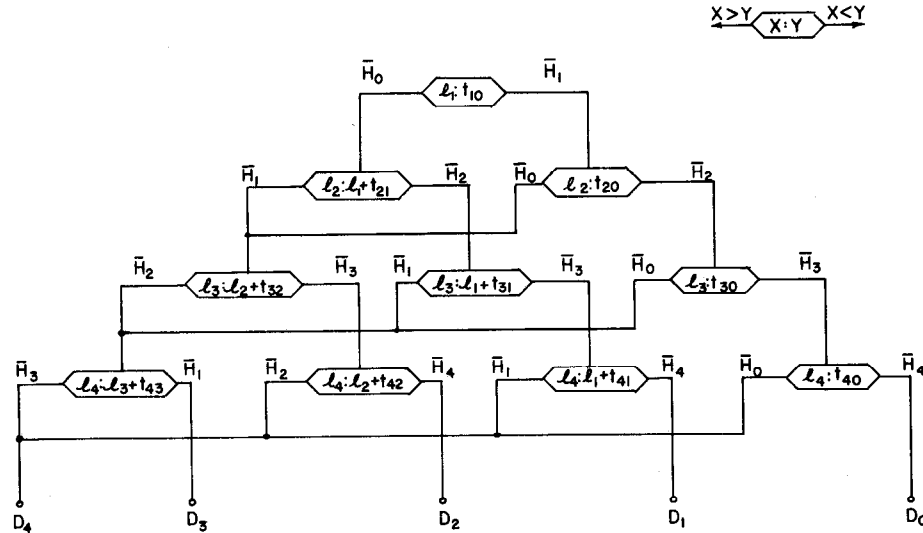 X>Y X:Y X<Y
H̅₀ ℓ₁:t₁₀ H̅₁
H̅₁ ℓ₂:ℓ₁+t₂₁ H̅₂ H̅₀ ℓ₂:t₂₀ H̅₂
H̅₂ ℓ₃:ℓ₂+t₃₂ H̅₃ H̅₁ ℓ₃:ℓ₁+t₃₁ H̅₃ H̅₀ ℓ₃:t₃₀ H̅₃
H̅₃ ℓ₄:ℓ₃+t₄₃ H̅₁ H̅₂ ℓ₄:ℓ₂+t₄₂ H̅₄ H̅₁ ℓ₄:ℓ₁+t₄₁ H̅₄ H̅₀ ℓ₄:t₄₀ H̅₄
D₄ D₃ D₂ D₁ D₀